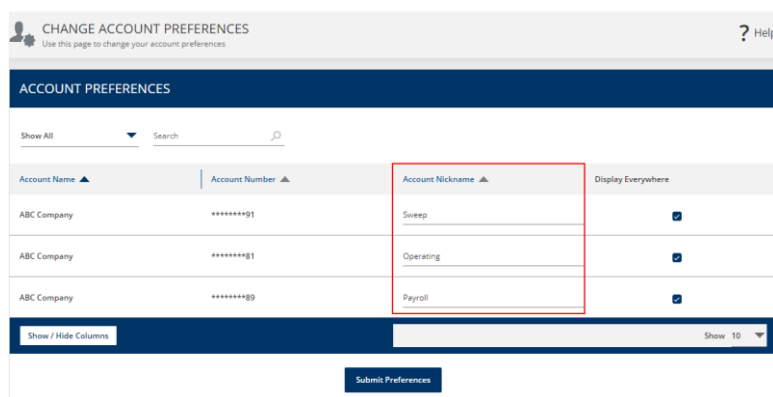 CHANGE ACCOUNT PREFERENCES
Use this page to change your account preferences
? Help
ACCOUNT PREFERENCES
Show All Search
Account Name Account Number Account Nickname Display Everywhere
ABC Company ********91 Sweep
ABC Company ********81 Operating
ABC Company ********89 Payroll
Show / Hide Columns Show 10
Submit Preferences